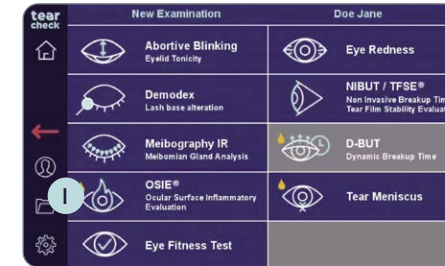 tear
check
New Examination
Doe Jane
Abortive Blinking
Eyelid Tonicity
Eye Redness
Demodex
Lash base alteration
NIBUT / TFSE®
Non Invasive Breakup Tim
Tear Film Stability Evaluat
Meibography IR
Meibomian Gland Analysis
D-BUT
Dynamic Breakup Time
I
OSIE®
Ocular Surface Inflammatory
Evaluation
Tear Meniscus
Eye Fitness Test